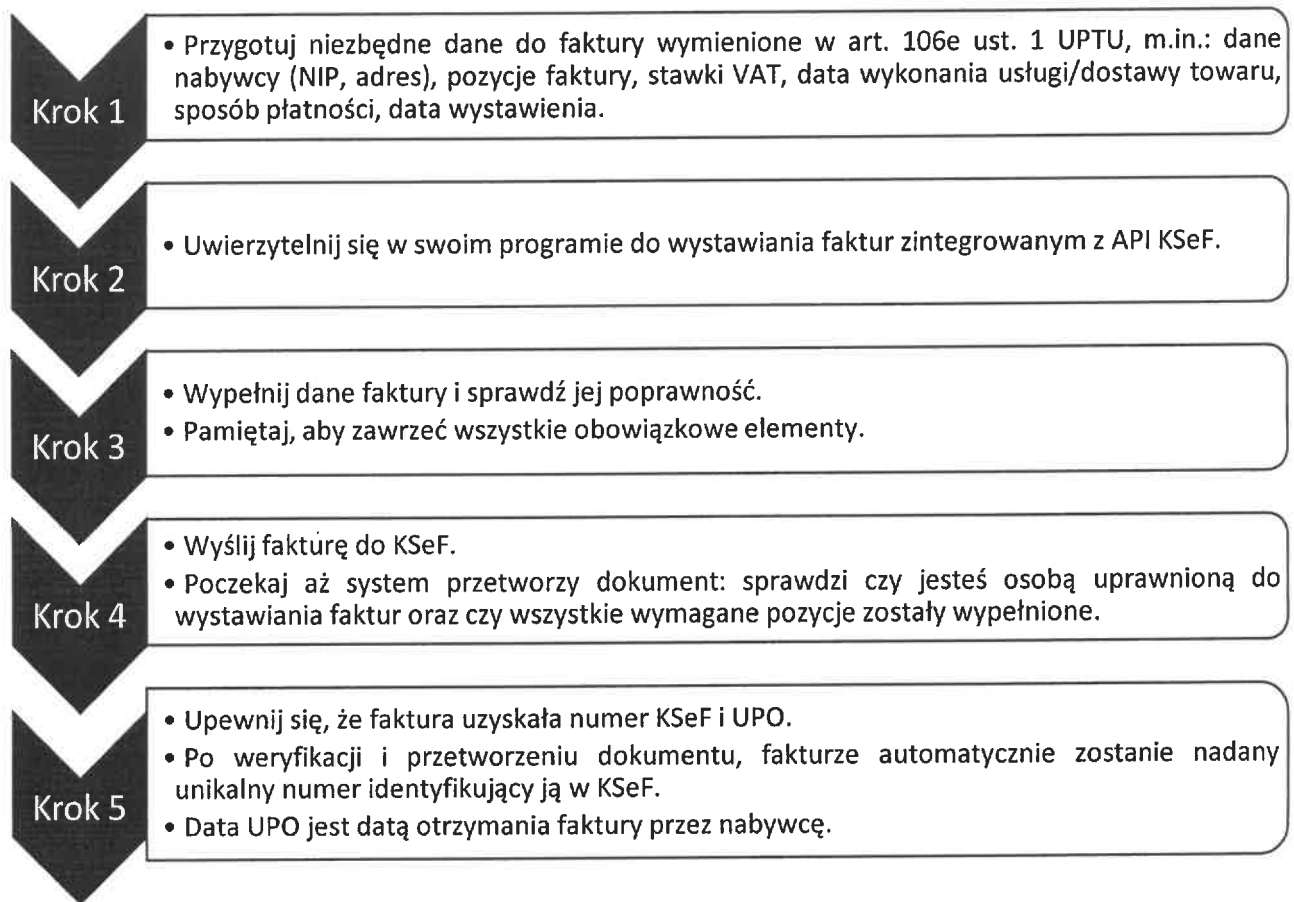 Krok 1
• Przygotuj niezbędne dane do faktury wymienione w art. 106e ust. 1 UPTU, m.in.: dane
nabywcy (NIP, adres), pozycje faktury, stawki VAT, data wykonania usługi/dostawy towaru,
sposób płatności, data wystawienia.
Krok 2
• Uwierzytelnij się w swoim programie do wystawiania faktur zintegrowanym z API KSeF.
Krok 3
• Wypełnij dane faktury i sprawdź jej poprawność.
• Pamiętaj, aby zawrzeć wszystkie obowiązkowe elementy.
Krok 4
• Wyślij fakturę do KSeF.
• Poczekaj aż system przetworzy dokument: sprawdzi czy jesteś osobą uprawnioną do
wystawiania faktur oraz czy wszystkie wymagane pozycje zostały wypełnione.
Krok 5
• Upewnij się, że faktura uzyskała numer KSeF i UPO.
• Po weryfikacji i przetworzeniu dokumentu, fakturze automatycznie zostanie nadany
unikalny numer identyfikujący ją w KSeF.
• Data UPO jest datą otrzymania faktury przez nabywcę.